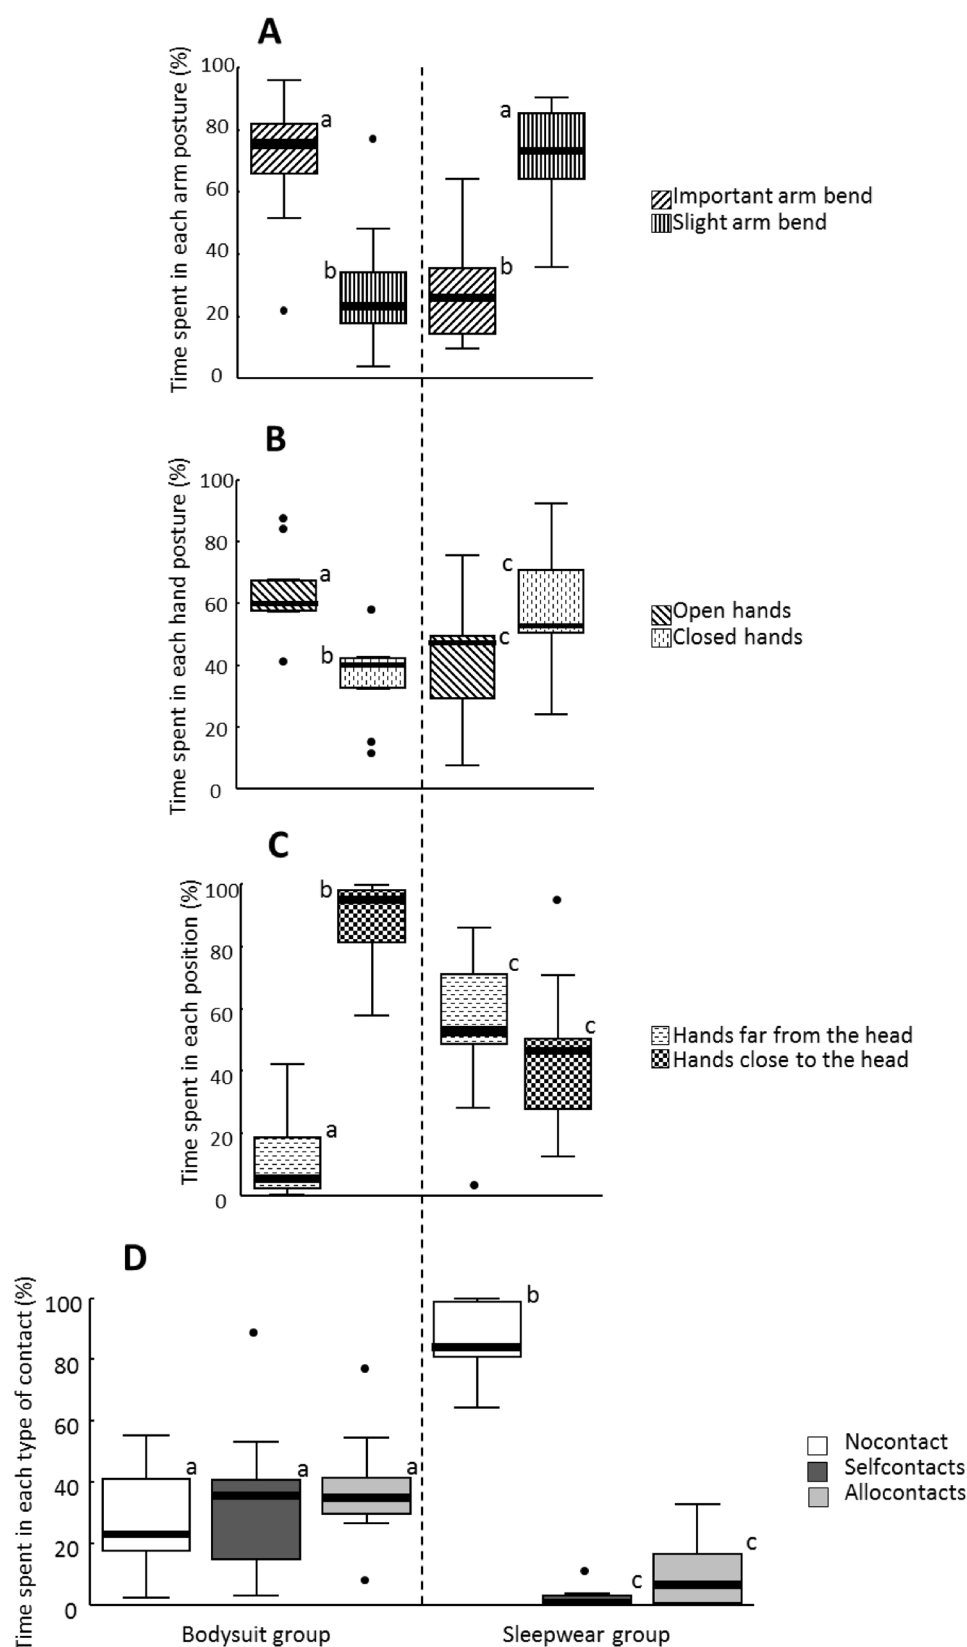 A
Time spent in each arm posture (%)
100
80
60
40
20
0
a
b
b
a
Important arm bend
Slight arm bend
B
Time spent in each hand posture (%)
100
80
60
40
20
0
a
b
c
c
Open hands
Closed hands
C
Time spent in each position (%)
100
80
60
40
20
0
a
b
c
c
Hands far from the head
Hands close to the head
D
Time spent in each type of contact (%)
100
80
60
40
20
0
a
a
a
b
c
c
Nocontact
Selfcontacts
Allocontacts
Bodysuit group
Sleepwear group